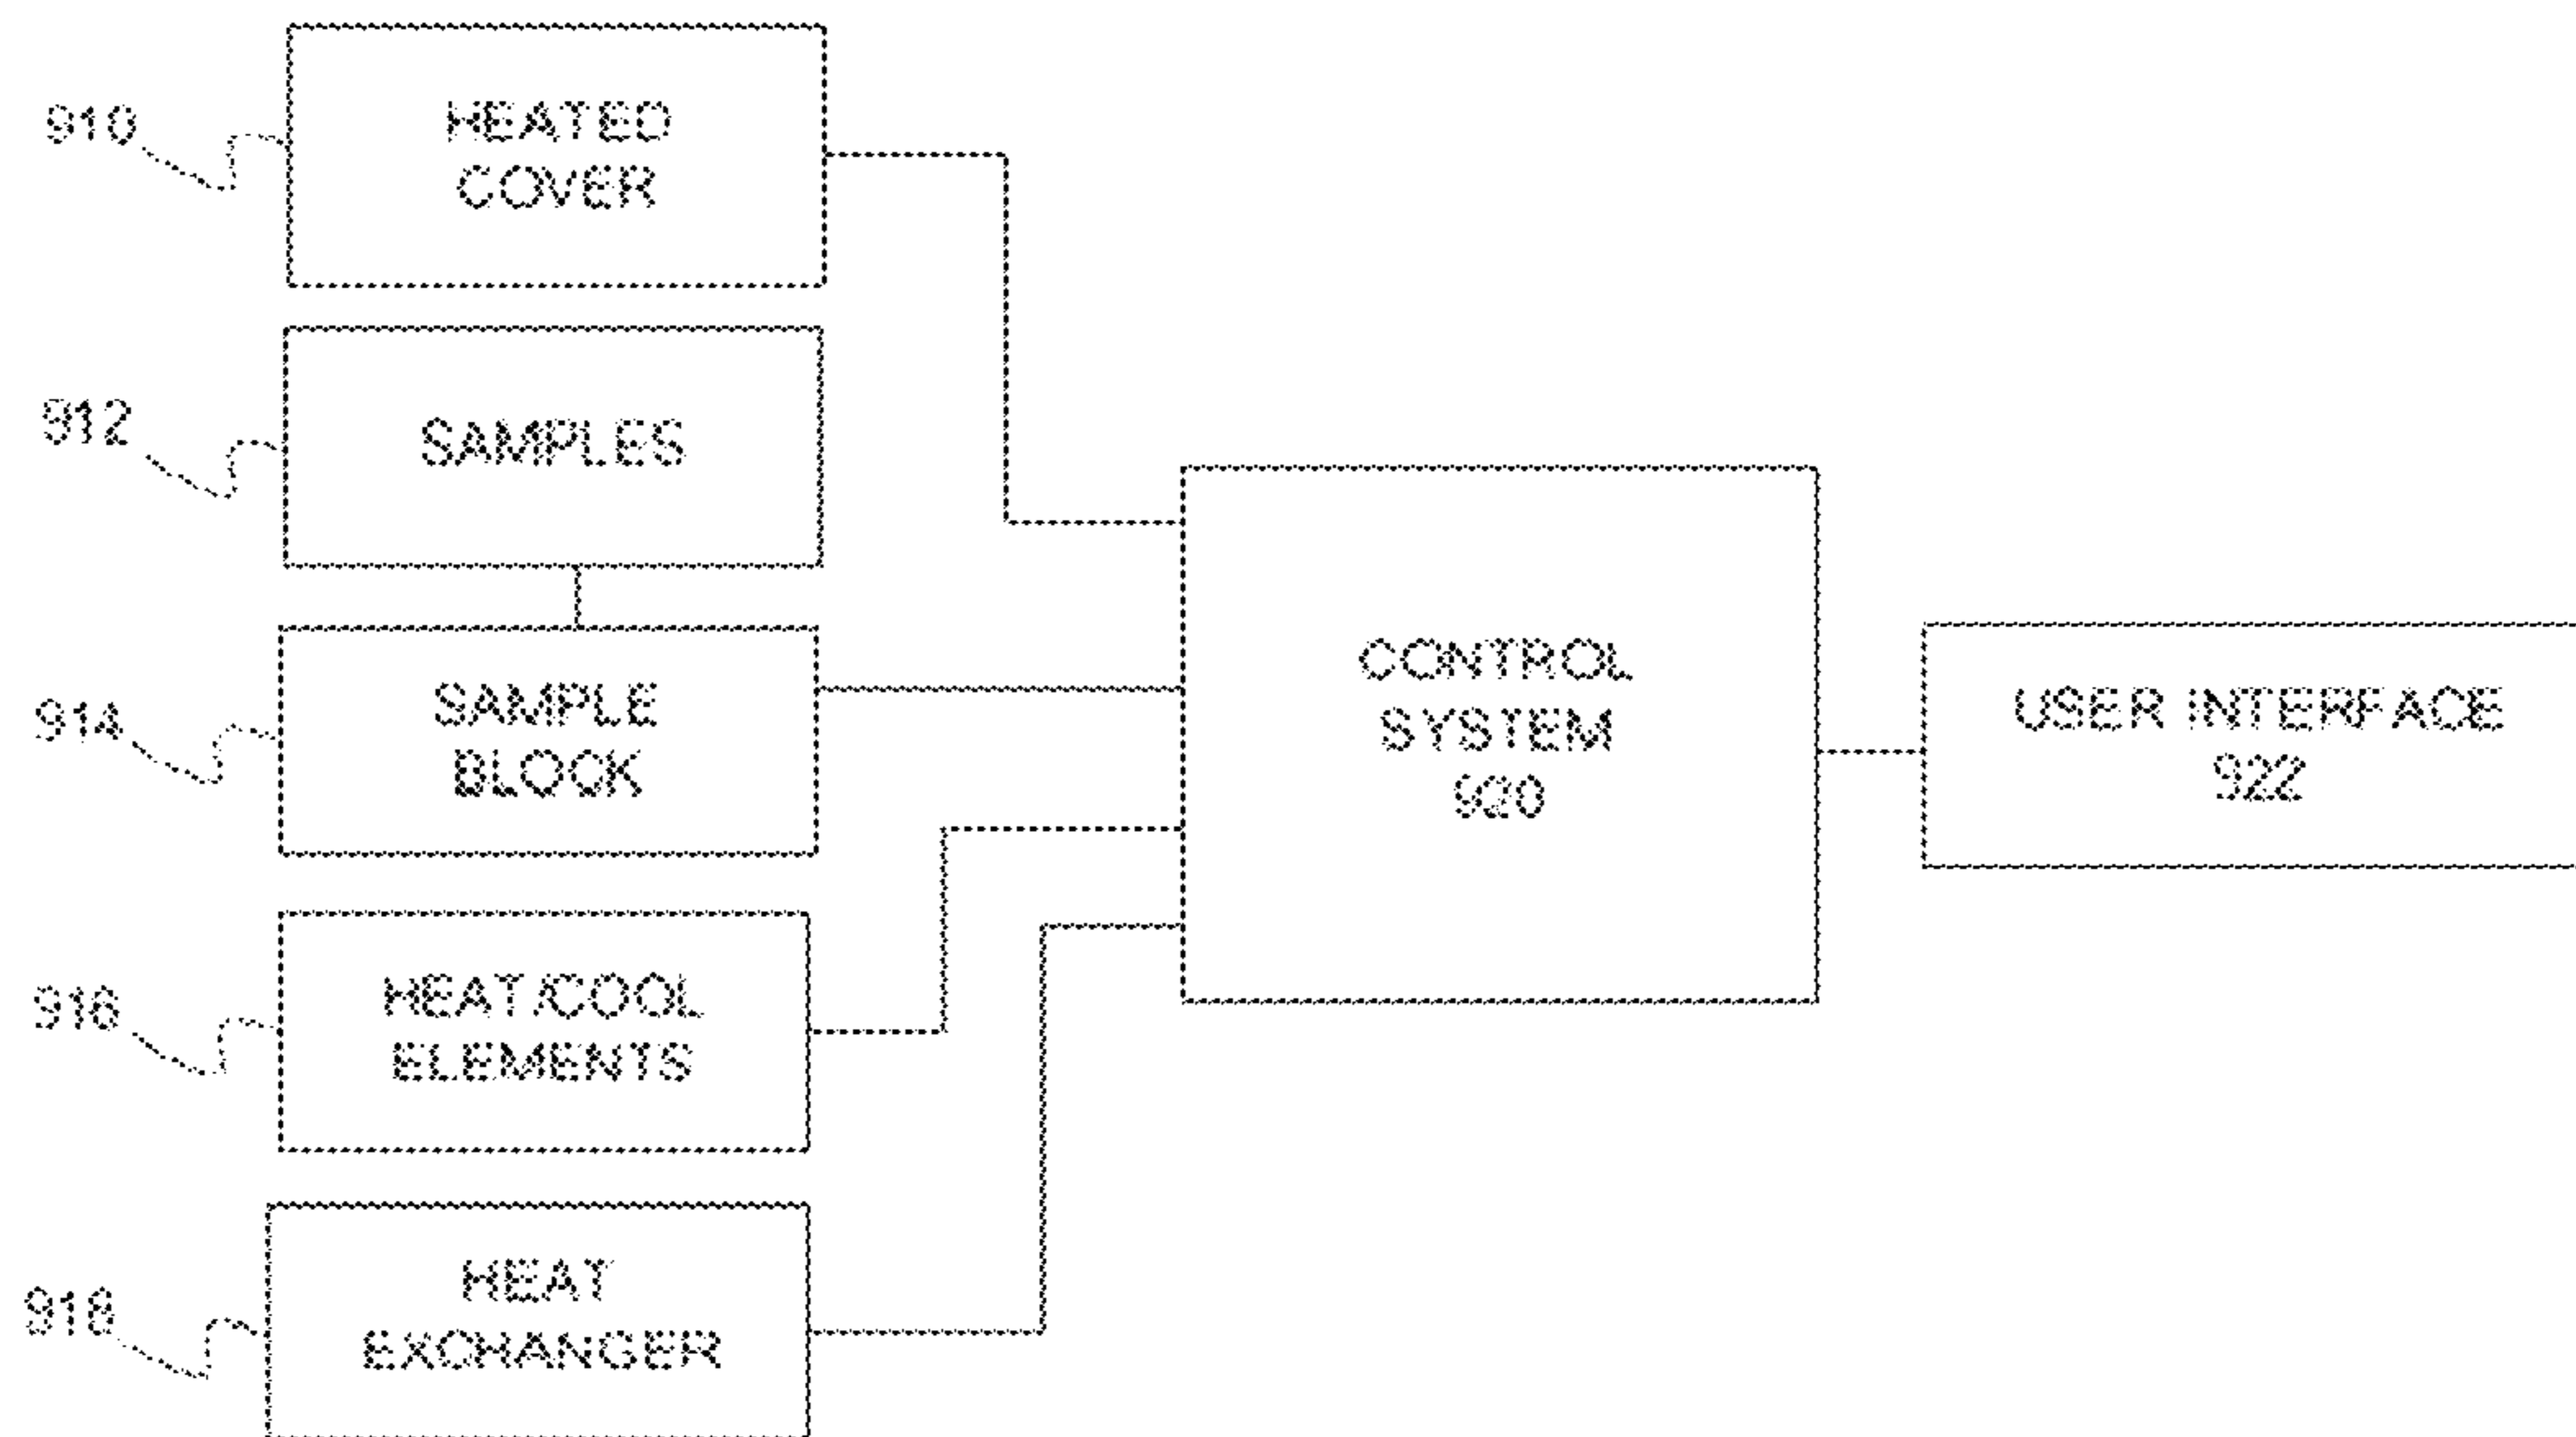 910
HEATED
COVER
912
SAMPLES
914
SAMPLE
BLOCK
916
HEAT/COOL
ELEMENTS
918
HEAT
EXCHANGER
CONTROL
SYSTEM
920
USER INTERFACE
922